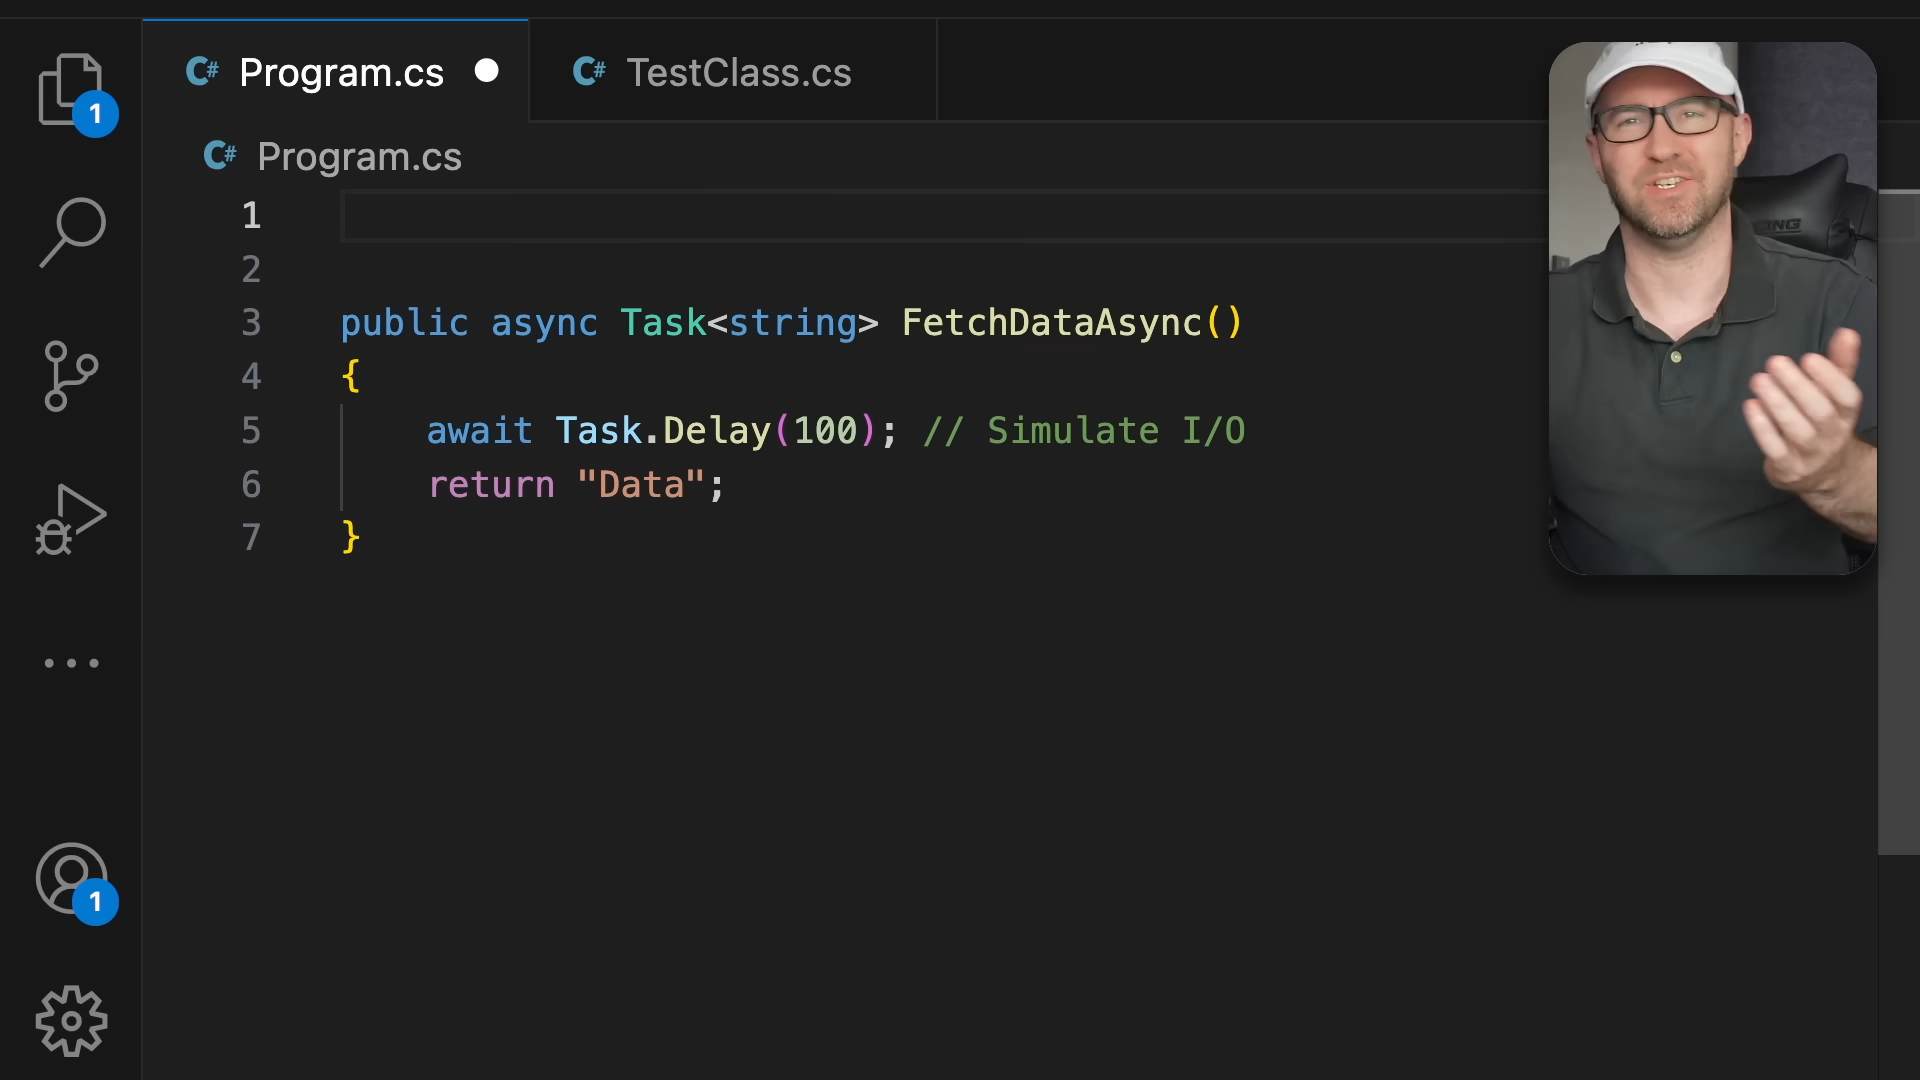 C# Program.cs
C# TestClass.cs
1
C# Program.cs
1
2
3 public async Task<string> FetchDataAsync()
4 {
5 await Task.Delay(100); // Simulate I/O
6 return "Data";
7 }
1